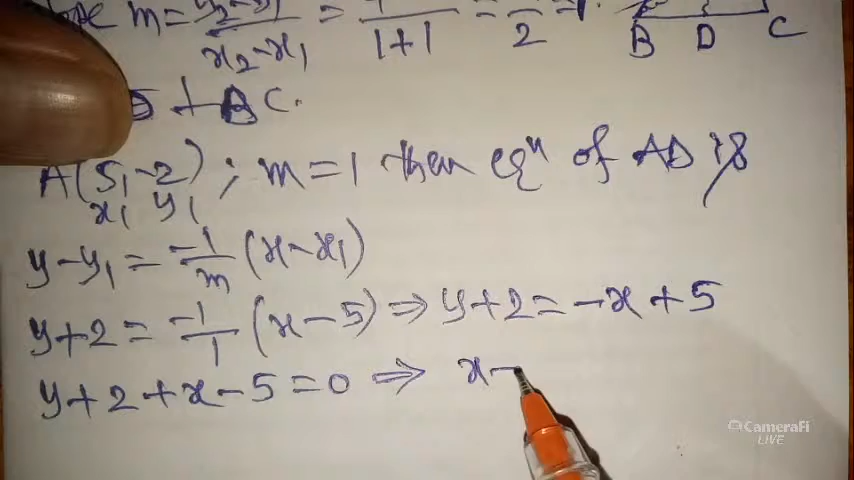 m = y2-y1 / x2-x1 = / 1+1 = / 2 = 1.
B D C
⊥ BC.
A(5,-2) ; m=1 then eqn of AD is
x1 y1
y-y1 = -1/m (x-x1)
y+2 = -1/1 (x-5) ⇒ y+2 = -x+5
y+2+x-5=0 ⇒ x-
CameraFi
LIVE